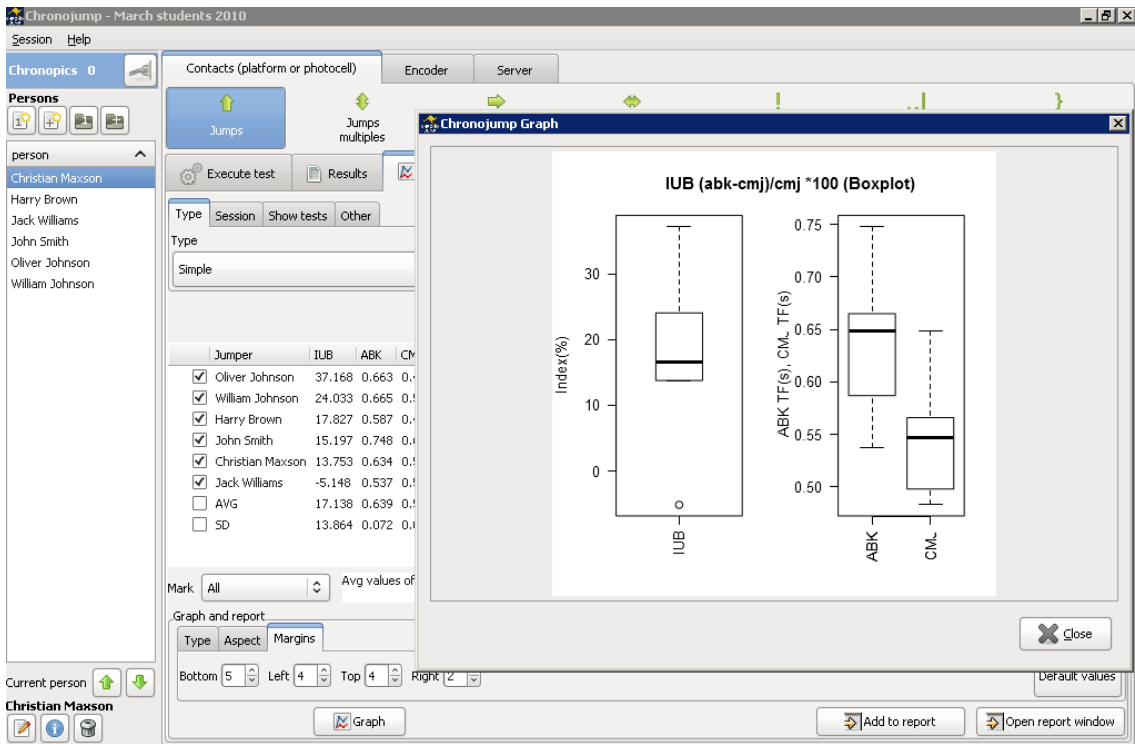 Chronojump - March students 2010
Session Help
Chronopics 0
Contacts (platform or photocell) Encoder Server
Persons
Jumps
Jumps
multiples
person
Christian Maxson
Harry Brown
Jack Williams
John Smith
Oliver Johnson
William Johnson
Execute test Results
Type Session Show tests Other
Type
Simple
Jumper IUB ABK
Oliver Johnson 37.168 0.663
William Johnson 24.033 0.665
Harry Brown 17.827 0.587
John Smith 15.197 0.748
Christian Maxson 13.753 0.634
Jack Williams -5.148 0.537
AVG 17.138 0.639
SD 13.864 0.072
Mark All Avg values of
Graph and report
Type Aspect Margins
Bottom 5 Left 4 Top 4 Right 2
Default values
Current person
Christian Maxson
Graph Add to report Open report window
Chronojump Graph
IUB (abk-cmj)/cmj *100 (Boxplot)
Index(%)
30
20
10
0
IUB
ABK TF(s), CMJ TF(s)
0.75
0.70
0.65
0.60
0.55
0.50
ABK
CMJ
Close